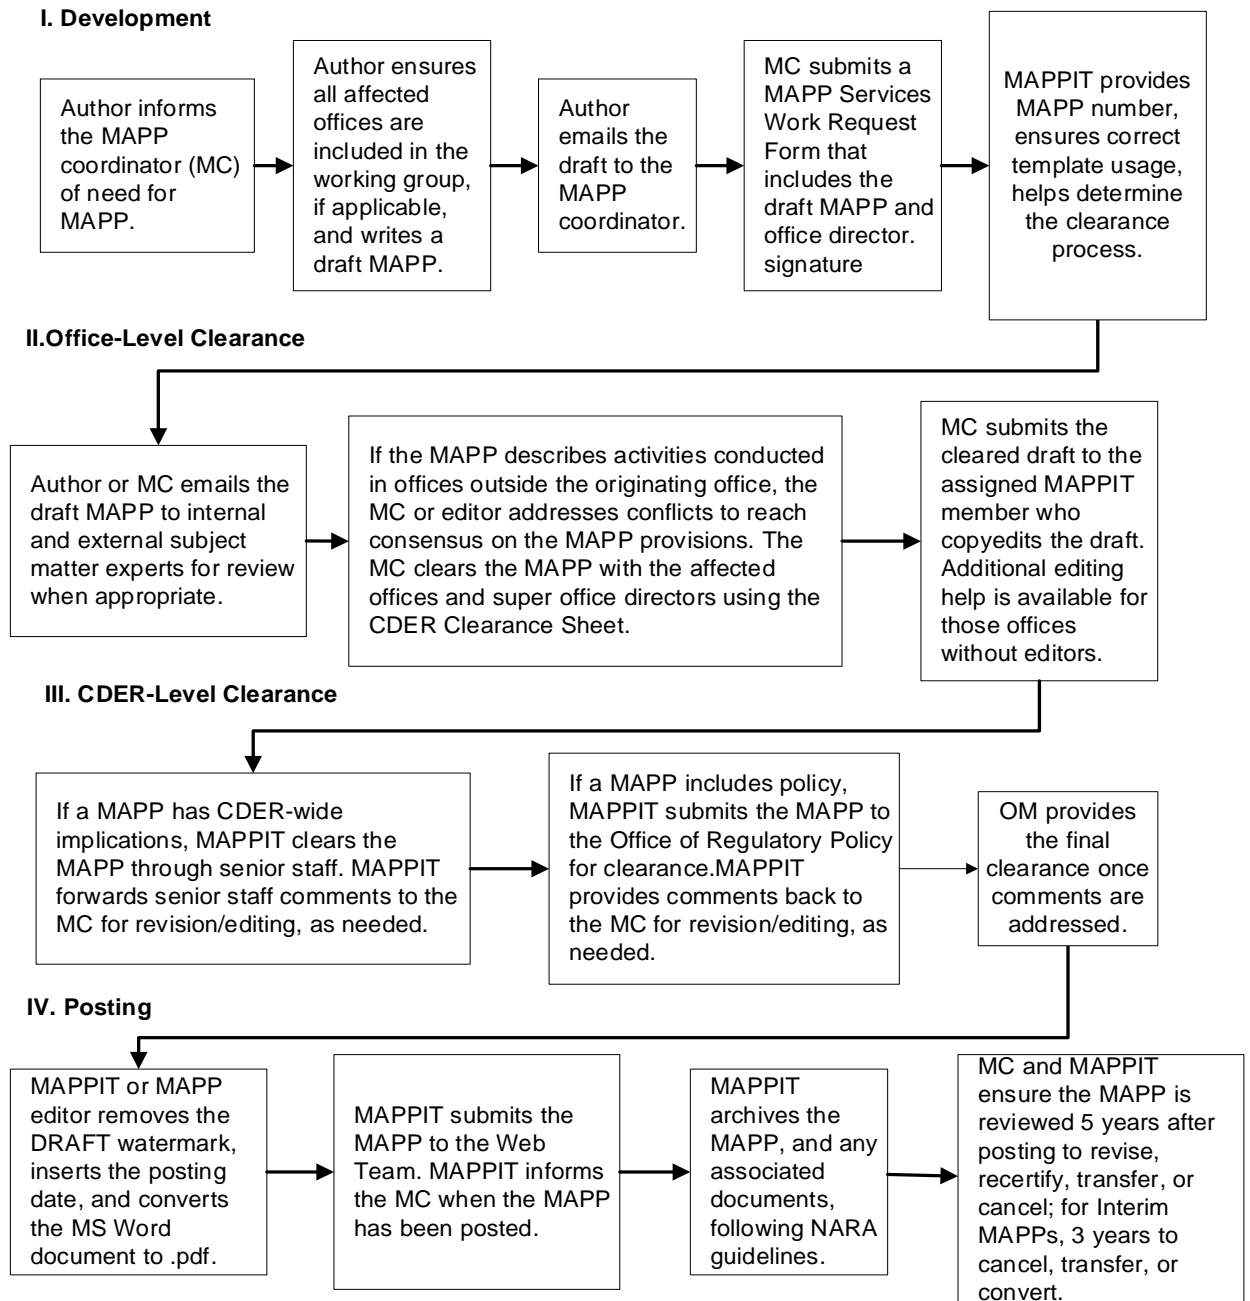 I. Development
Author informs
the MAPP
coordinator (MC)
of need for
MAPP.
Author ensures
all affected
offices are
included in the
working group,
if applicable,
and writes a
draft MAPP.
Author
emails the
draft to the
MAPP
coordinator.
MC submits a
MAPP Services
Work Request
Form that
includes the
draft MAPP and
office director.
signature
MAPPIT provides
MAPP number,
ensures correct
template usage,
helps determine
the clearance
process.
II.Office-Level Clearance
Author or MC emails the
draft MAPP to internal
and external subject
matter experts for review
when appropriate.
If the MAPP describes activities conducted
in offices outside the originating office, the
MC or editor addresses conflicts to reach
consensus on the MAPP provisions. The
MC clears the MAPP with the affected
offices and super office directors using the
CDER Clearance Sheet.
MC submits the
cleared draft to the
assigned MAPPIT
member who
copyedits the draft.
Additional editing
help is available for
those offices
without editors.
III. CDER-Level Clearance
If a MAPP has CDER-wide
implications, MAPPIT clears the
MAPP through senior staff. MAPPIT
forwards senior staff comments to the
MC for revision/editing, as needed.
If a MAPP includes policy,
MAPPIT submits the MAPP to
the Office of Regulatory Policy
for clearance.MAPPIT
provides comments back to
the MC for revision/editing, as
needed.
OM provides
the final
clearance once
comments are
addressed.
IV. Posting
MAPPIT or MAPP
editor removes the
DRAFT watermark,
inserts the posting
date, and converts
the MS Word
document to .pdf.
MAPPIT submits the
MAPP to the Web
Team. MAPPIT informs
the MC when the MAPP
has been posted.
MAPPIT
archives the
MAPP, and any
associated
documents,
following NARA
guidelines.
MC and MAPPIT
ensure the MAPP is
reviewed 5 years after
posting to revise,
recertify, transfer, or
cancel; for Interim
MAPPs, 3 years to
cancel, transfer, or
convert.